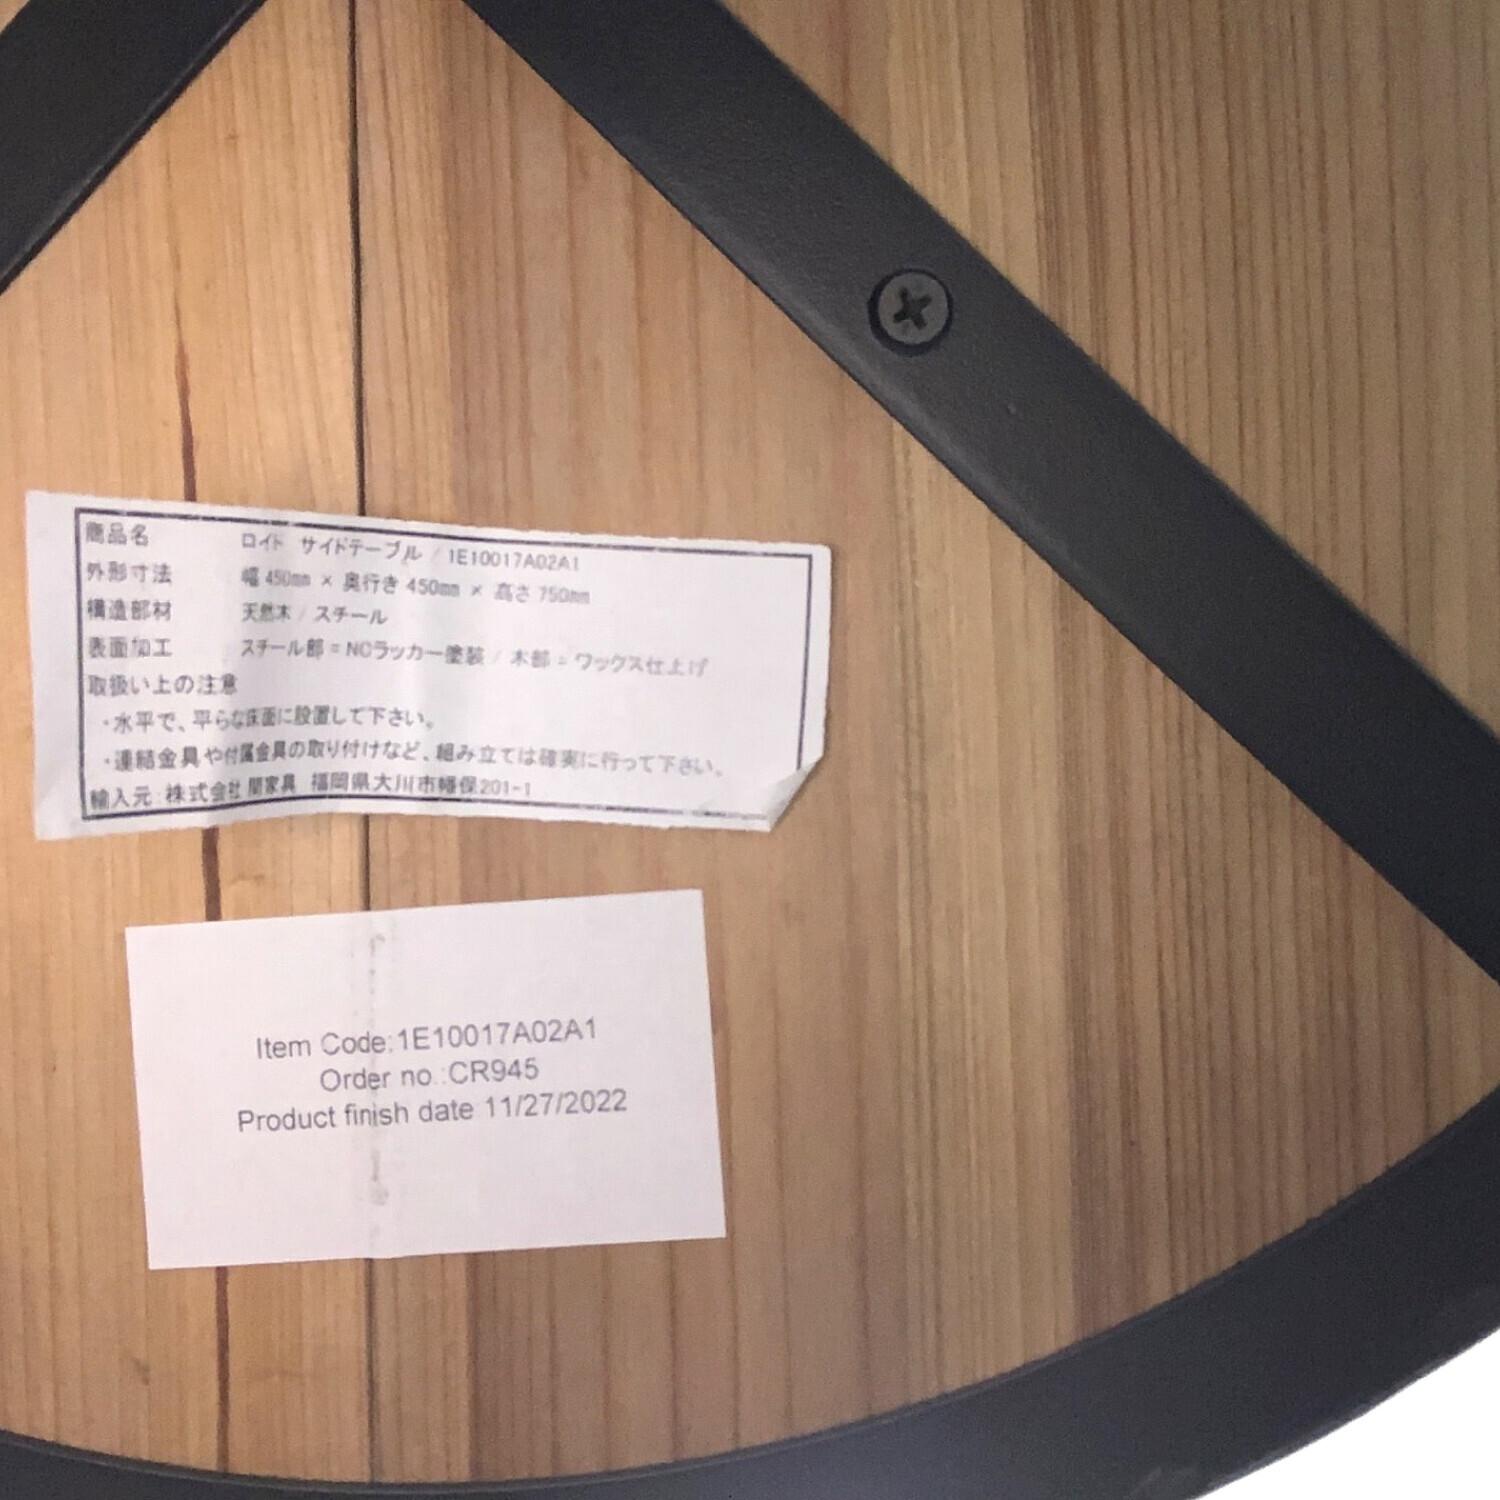 商品名 ロイド サイドテーブル / 1E10017A02A1
外形寸法 幅 450mm × 奥行き 450mm × 高さ 750mm
構造部材 天然木 / スチール
表面加工 スチール部 = NCラッカー塗装 / 木部 = ワックス仕上げ
取扱い上の注意
・水平で、平らな床面に設置して下さい。
・連結金具や付属金具の取り付けなど、組み立ては確実に行って下さい。
輸入元:株式会社 関家具 福岡県大川市幡保201-1
Item Code:1E10017A02A1
Order no.:CR945
Product finish date 11/27/2022